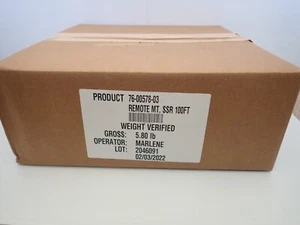 PRODUCT 76-00578-03
REMOTE MT, SSR 100FT
WEIGHT VERIFIED
GROSS: 5.80 lb
OPERATOR: MARLENE
LOT: 2046091
02/03/2022